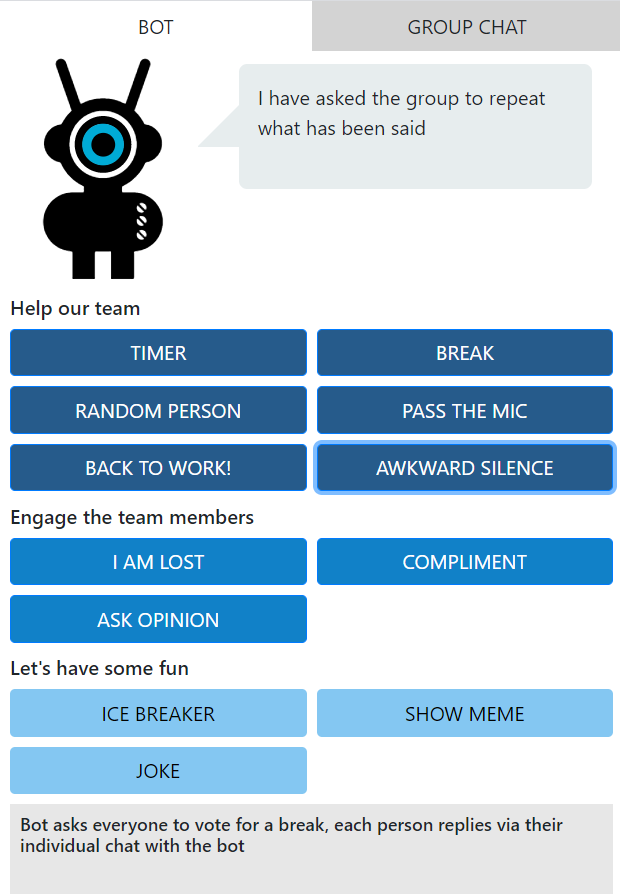 BOT
GROUP CHAT
I have asked the group to repeat
what has been said
Help our team
TIMER
BREAK
RANDOM PERSON
PASS THE MIC
BACK TO WORK!
AWKWARD SILENCE
Engage the team members
I AM LOST
COMPLIMENT
ASK OPINION
Let's have some fun
ICE BREAKER
SHOW MEME
JOKE
Bot asks everyone to vote for a break, each person replies via their
individual chat with the bot